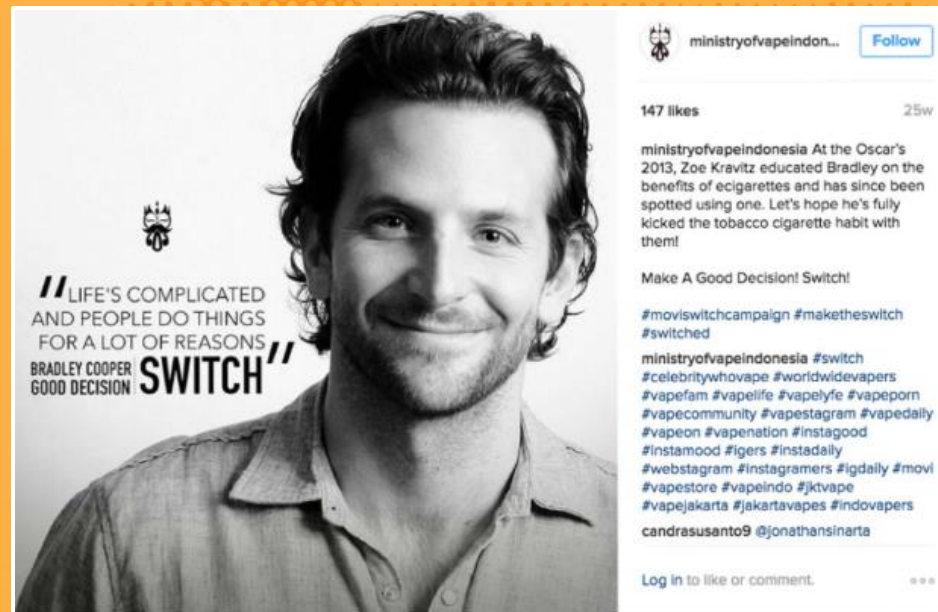 “LIFE'S COMPLICATED
AND PEOPLE DO THINGS
FOR A LOT OF REASONS
BRADLEY COOPER
GOOD DECISION
SWITCH”
ministryofvapeindon...
Follow
147 likes
25w
ministryofvapeindonesia At the Oscar's
2013, Zoe Kravitz educated Bradley on the
benefits of ecigarettes and has since been
spotted using one. Let's hope he's fully
kicked the tobacco cigarette habit with
them!
Make A Good Decision! Switch!
#moviswitchcampaign #maketheswitch
#switched
ministryofvapeindonesia #switch
#celebritywhovape #worldwidevapers
#vapefam #vapelife #vapelyfe #vapeporn
#vapecommunity #vapestagram #vapedaily
#vapeon #vapenation #instagood
#instamood #igers #instadaily
#webstagram #instagramers #igdaily #movi
#vapestore #vapeindo #jktvape
#vapejakarta #jakartavapes #indovapers
candrasusanto9 @jonathansinarta
Log in to like or comment.